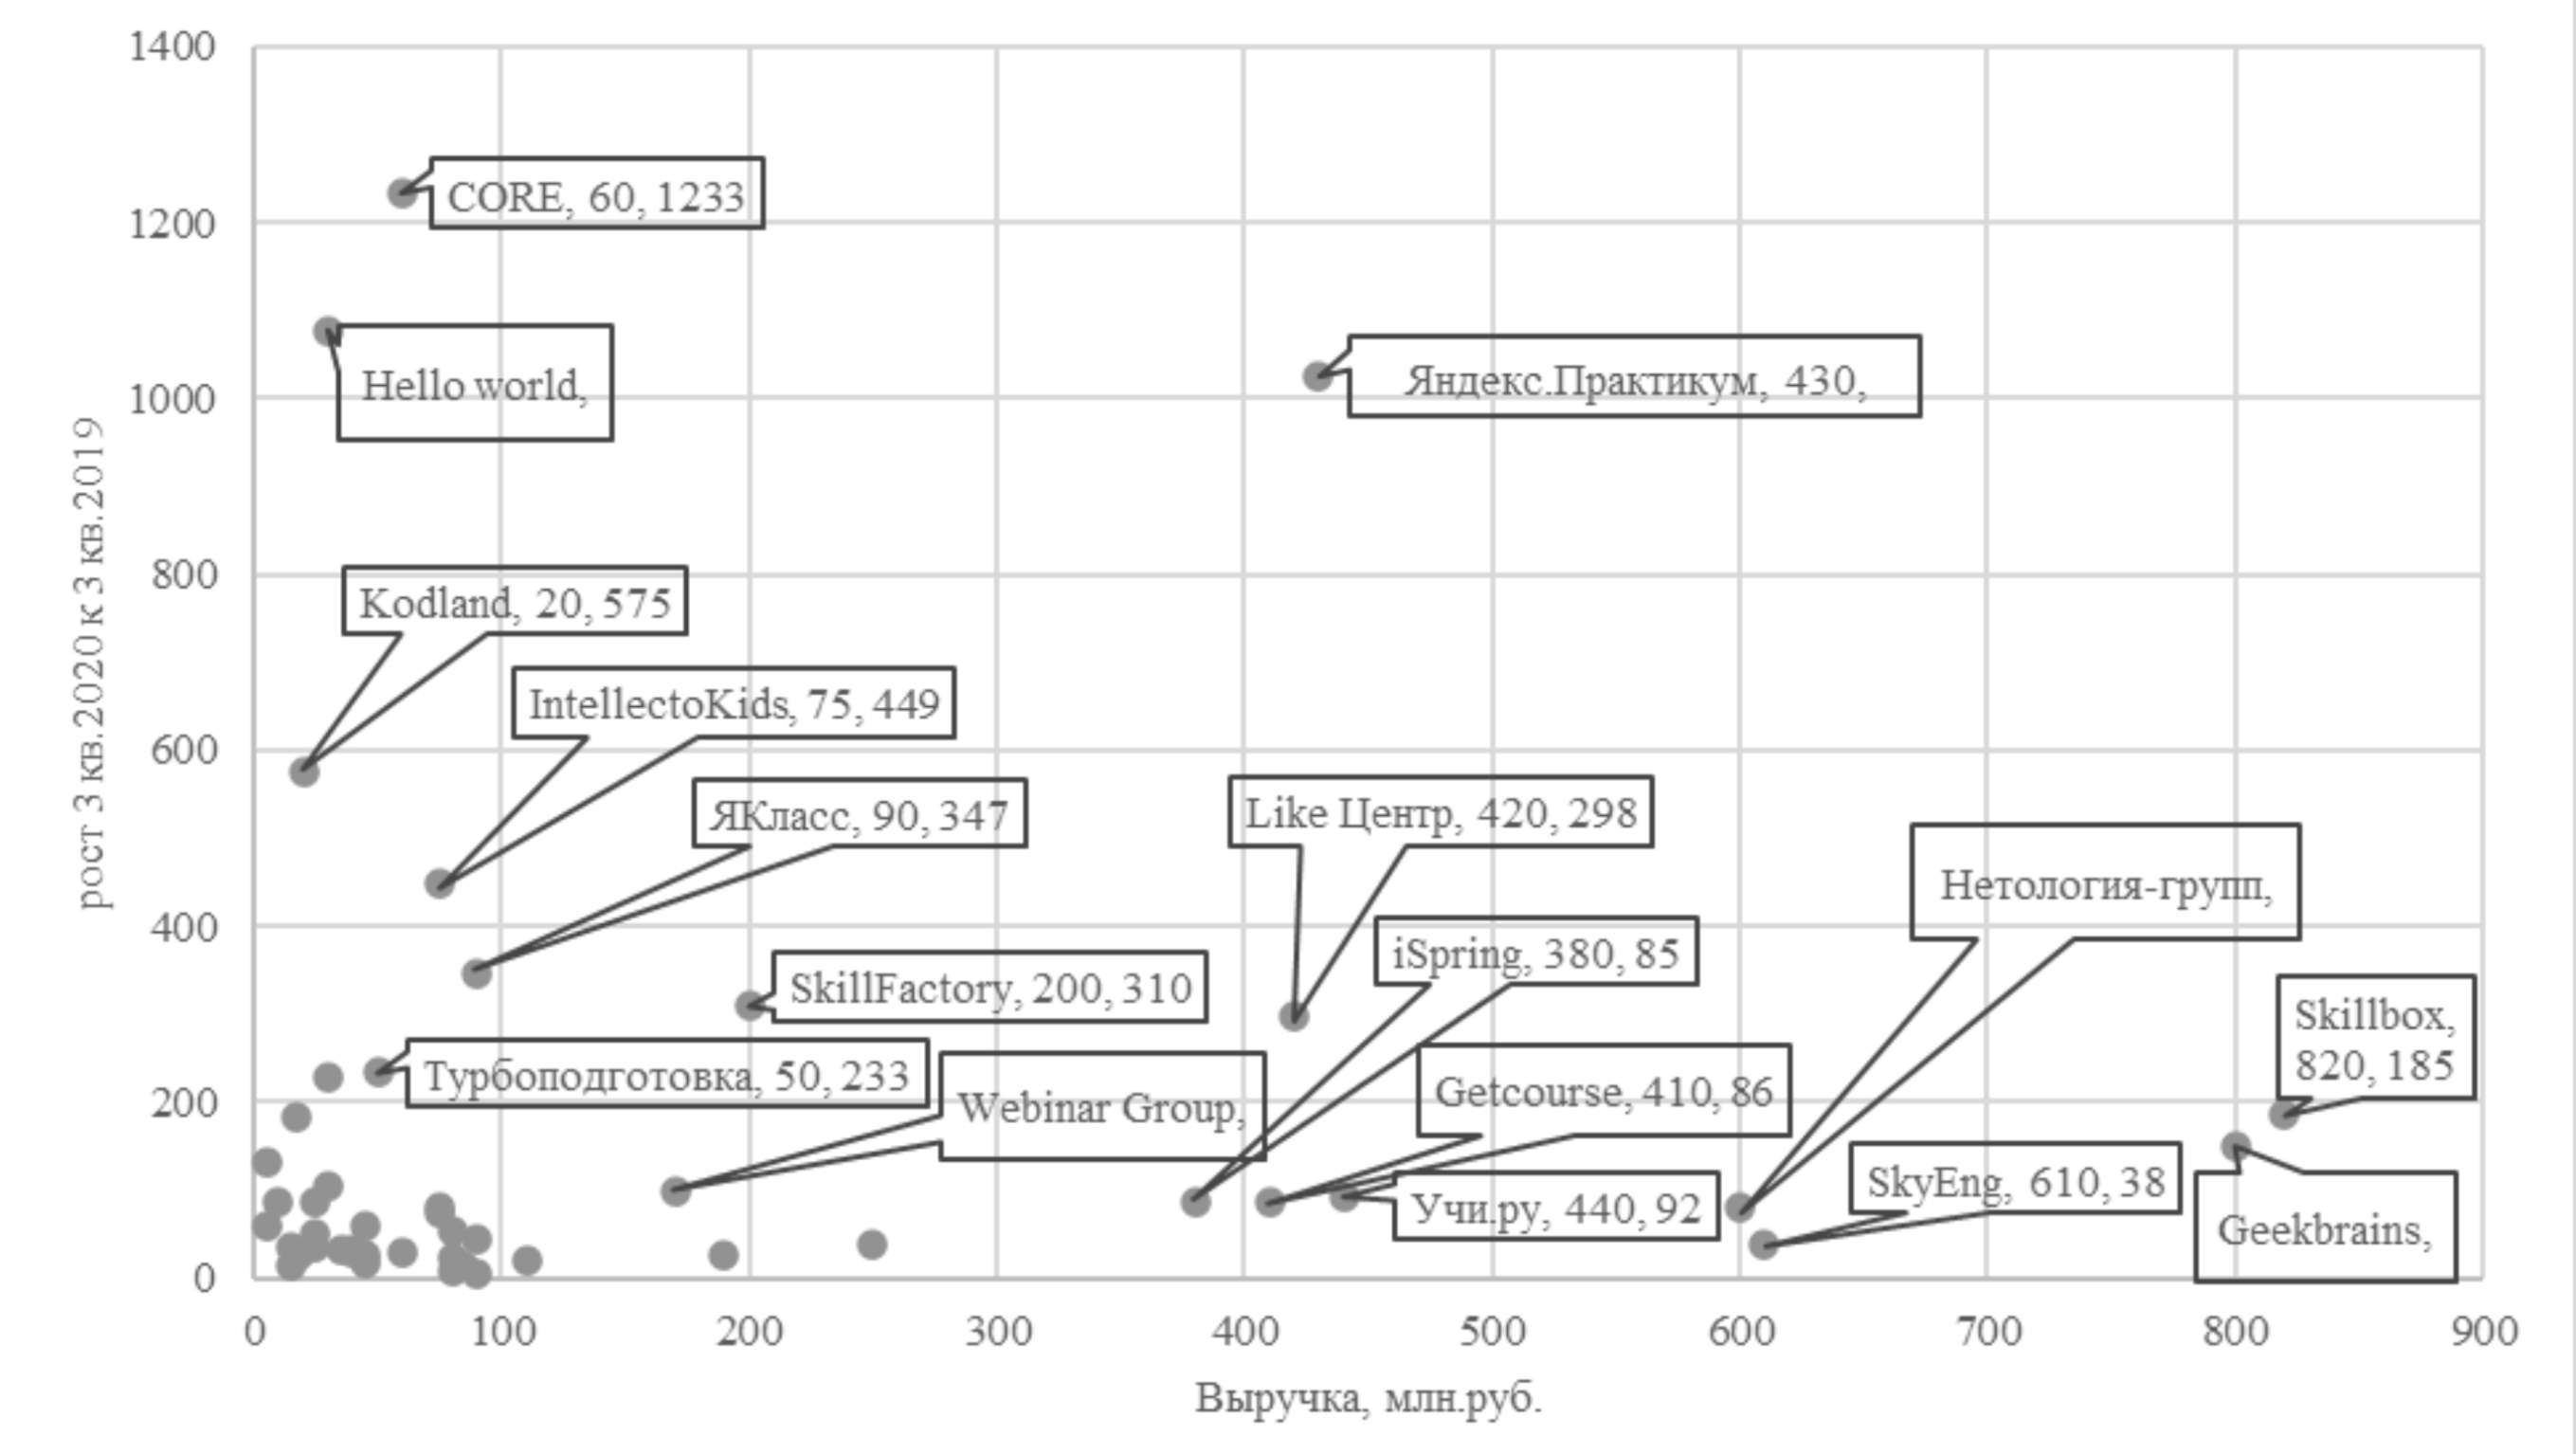 1400
1200
1000
800
600
400
200
0
рост 3 кв.2020 к 3 кв.2019
CORE, 60, 1233
Hello world,
Яндекс.Практикум, 430,
Kodland, 20, 575
IntellectoKids, 75, 449
ЯКласс, 90, 347
Like Центр, 420, 298
Нетология-групп,
iSpring, 380, 85
SkillFactory, 200, 310
Skillbox,
820, 185
Турбоподготовка, 50, 233
Webinar Group,
Getcourse, 410, 86
Учи.ру, 440, 92
SkyEng, 610, 38
Geekbrains,
0 100 200 300 400 500 600 700 800 900
Выручка, млн.руб.